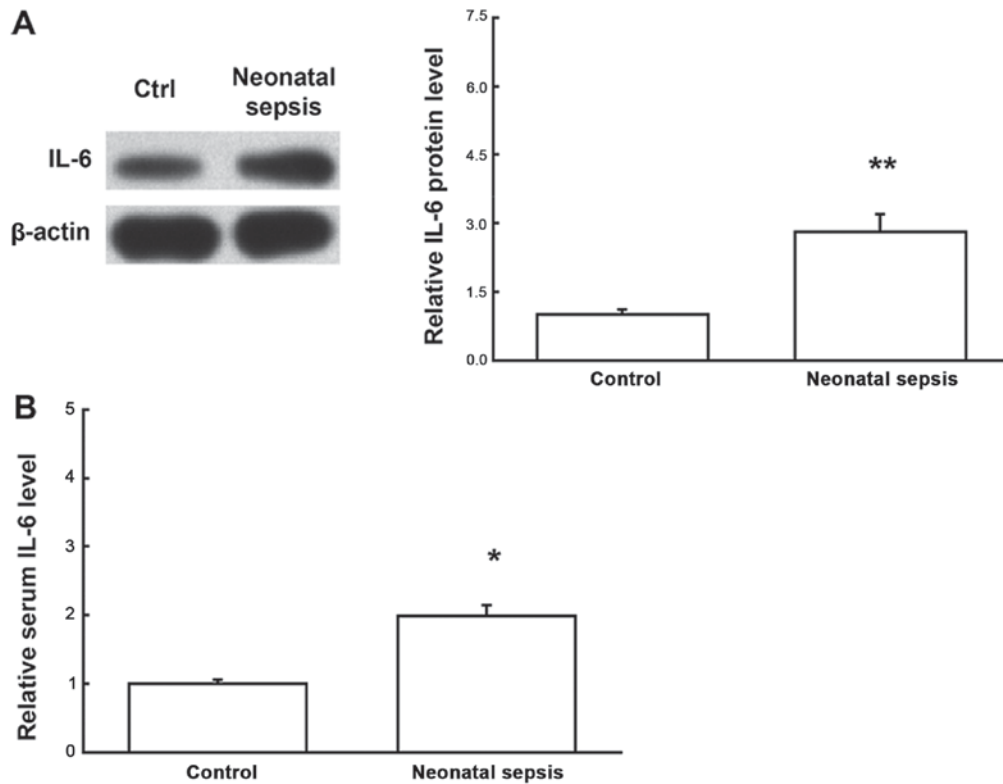 A
Ctrl
Neonatal
sepsis
IL-6
β-actin
Relative IL-6 protein level
7.5
6.0
4.5
3.0
1.5
0.0
**
Control
Neonatal sepsis
B
Relative serum IL-6 level
5
4
3
2
1
0
*
Control
Neonatal sepsis